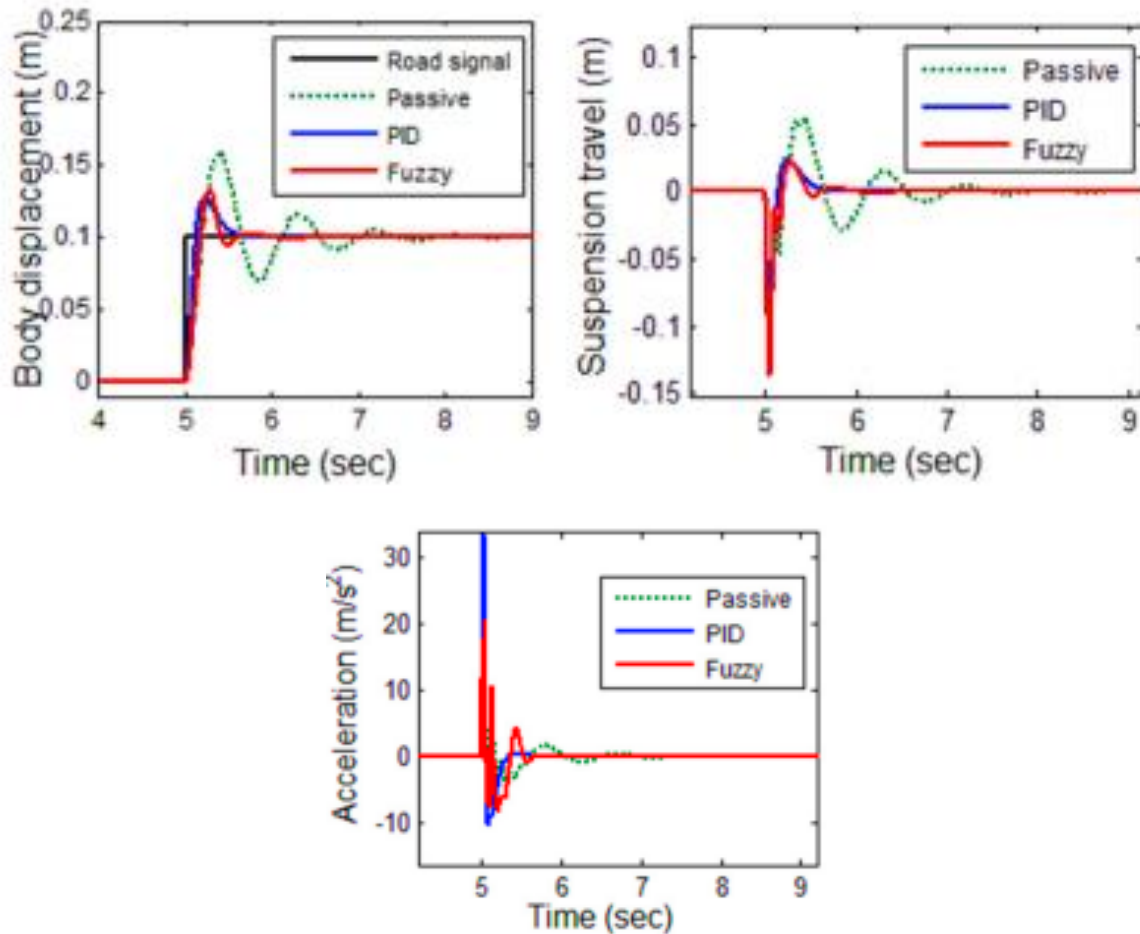 Body displacement (m)
0.25
0.2
0.15
0.1
0.05
0
Road signal
Passive
PID
Fuzzy
4 5 6 7 8 9
Time (sec)
Suspension travel (m)
0.1
0.05
0
-0.05
-0.1
-0.15
Passive
PID
Fuzzy
5 6 7 8 9
Time (sec)
Acceleration (m/s²)
30
20
10
0
-10
Passive
PID
Fuzzy
5 6 7 8 9
Time (sec)